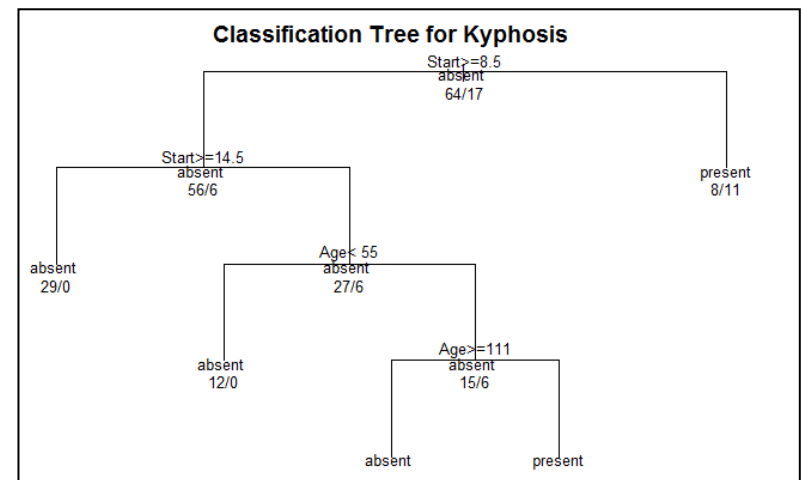 Classification Tree for Kyphosis
Start>=8.5
absent
64/17
Start>=14.5
absent
56/6
present
8/11
absent
29/0
Age< 55
absent
27/6
absent
12/0
Age>=111
absent
15/6
absent
present